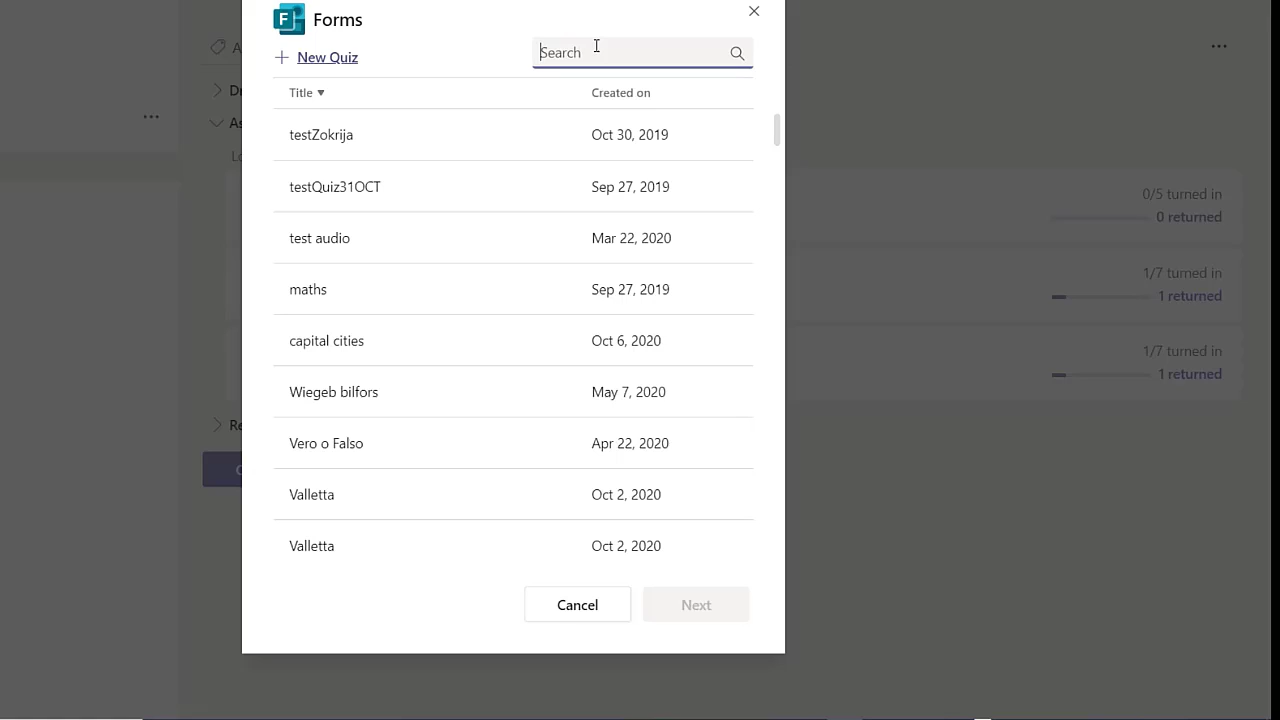 F Forms
New Quiz
Search
Title ▼ Created on
testZokrija Oct 30, 2019
testQuiz31OCT Sep 27, 2019
test audio Mar 22, 2020
maths Sep 27, 2019
capital cities Oct 6, 2020
Wiegeb bilfors May 7, 2020
Vero o Falso Apr 22, 2020
Valletta Oct 2, 2020
Valletta Oct 2, 2020
Cancel Next
0/5 turned in
0 returned
1/7 turned in
1 returned
1/7 turned in
1 returned